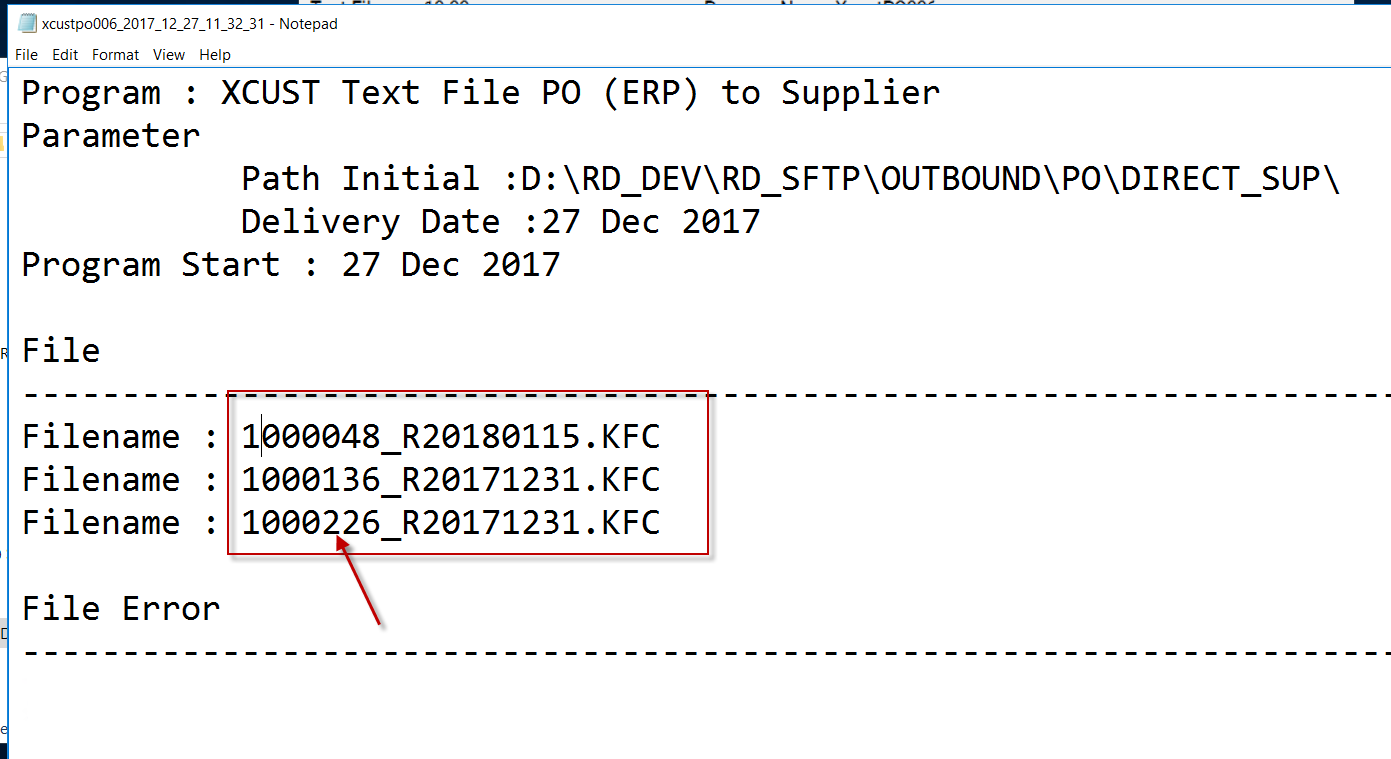 xcustpo006_2017_12_27_11_32_31 - Notepad
File Edit Format View Help
Program : XCUST Text File PO (ERP) to Supplier
Parameter
Path Initial :D:\RD_DEV\RD_SFTP\OUTBOUND\PO\DIRECT_SUP\
Delivery Date :27 Dec 2017
Program Start : 27 Dec 2017
File
---------------------------------------------------------------------
Filename : 1000048_R20180115.KFC
Filename : 1000136_R20171231.KFC
Filename : 1000226_R20171231.KFC
File Error
---------------------------------------------------------------------